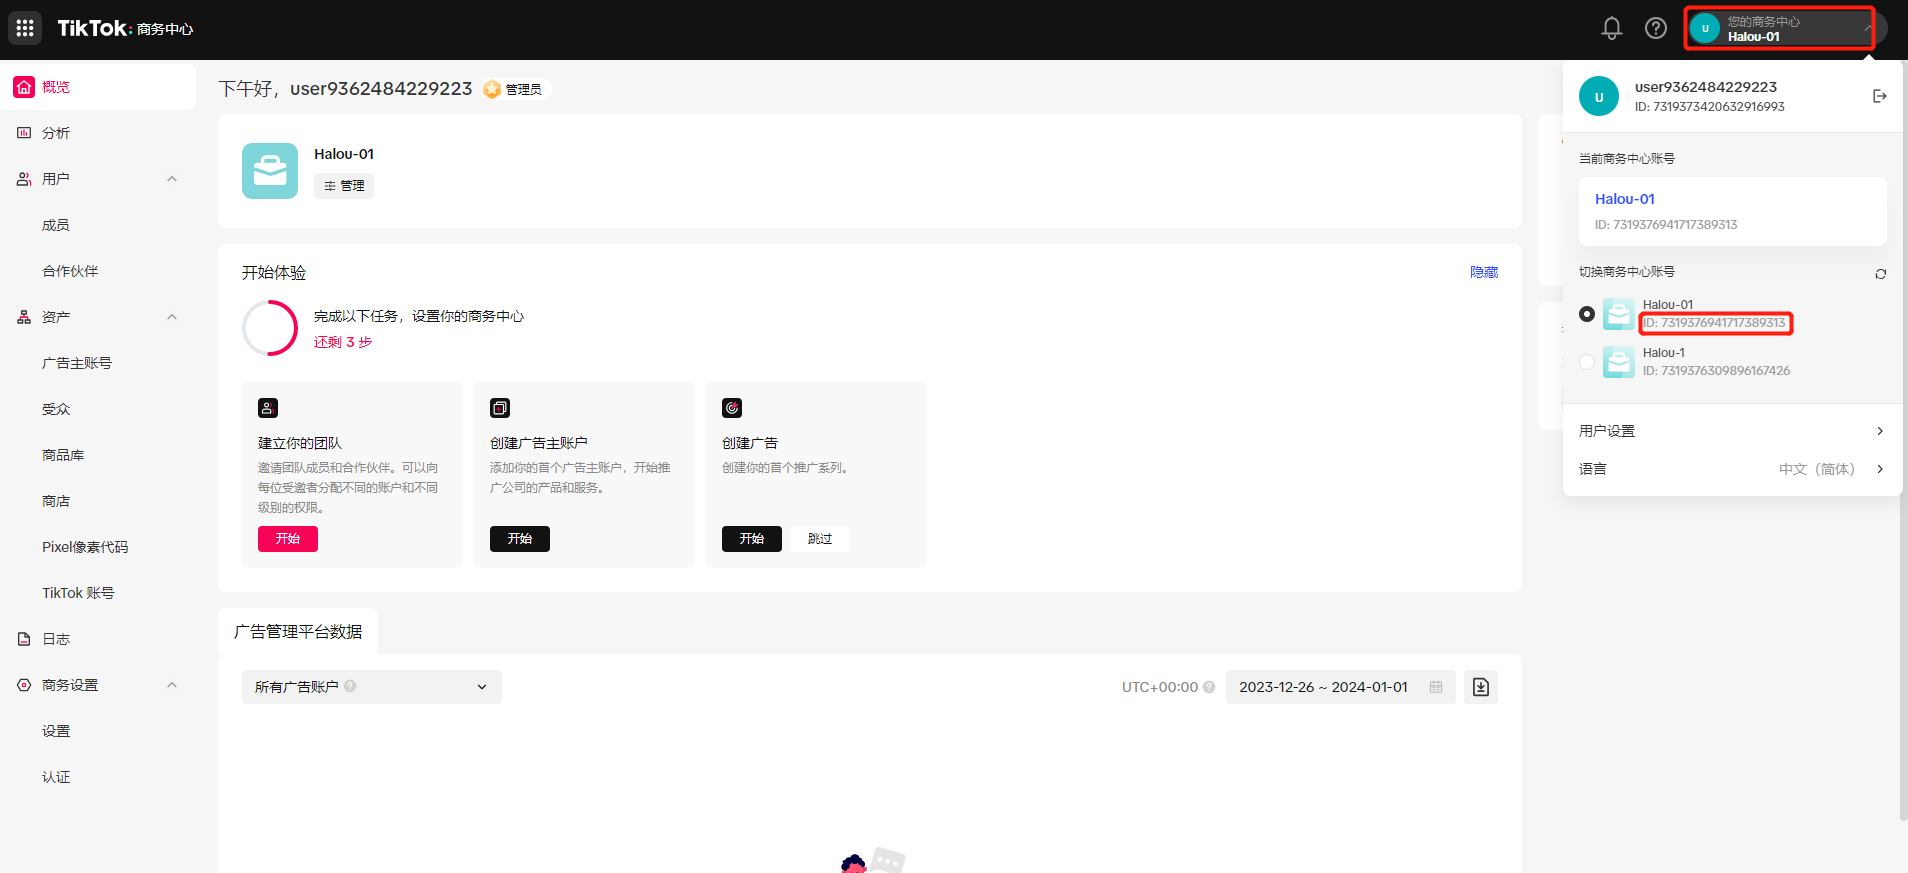 TikTok: 商务中心
您的商务中心
Halou-01
概览
分析
用户
成员
合作伙伴
资产
广告主账号
受众
商品库
商店
Pixel像素代码
TikTok 账号
日志
商务设置
设置
认证
下午好，user9362484229223 管理员
Halou-01
管理
开始体验
隐藏
完成以下任务，设置你的商务中心
还剩 3 步
建立你的团队
邀请团队成员和合作伙伴。可以向
每位受邀者分配不同的账户和不同
级别的权限。
开始
创建广告主账户
添加你的首个广告主账户，开始推
广公司的产品和服务。
开始
创建广告
创建你的首个推广系列。
开始 跳过
广告管理平台数据
所有广告账户
UTC+00:00
2023-12-26 ~ 2024-01-01
U
user9362484229223
ID: 7319373420632916993
当前商务中心账号
Halou-01
ID: 7319376941717389313
切换商务中心账号
Halou-01
ID: 7319376941717389313
Halou-1
ID: 7319376309896167426
用户设置
语言 中文（简体）